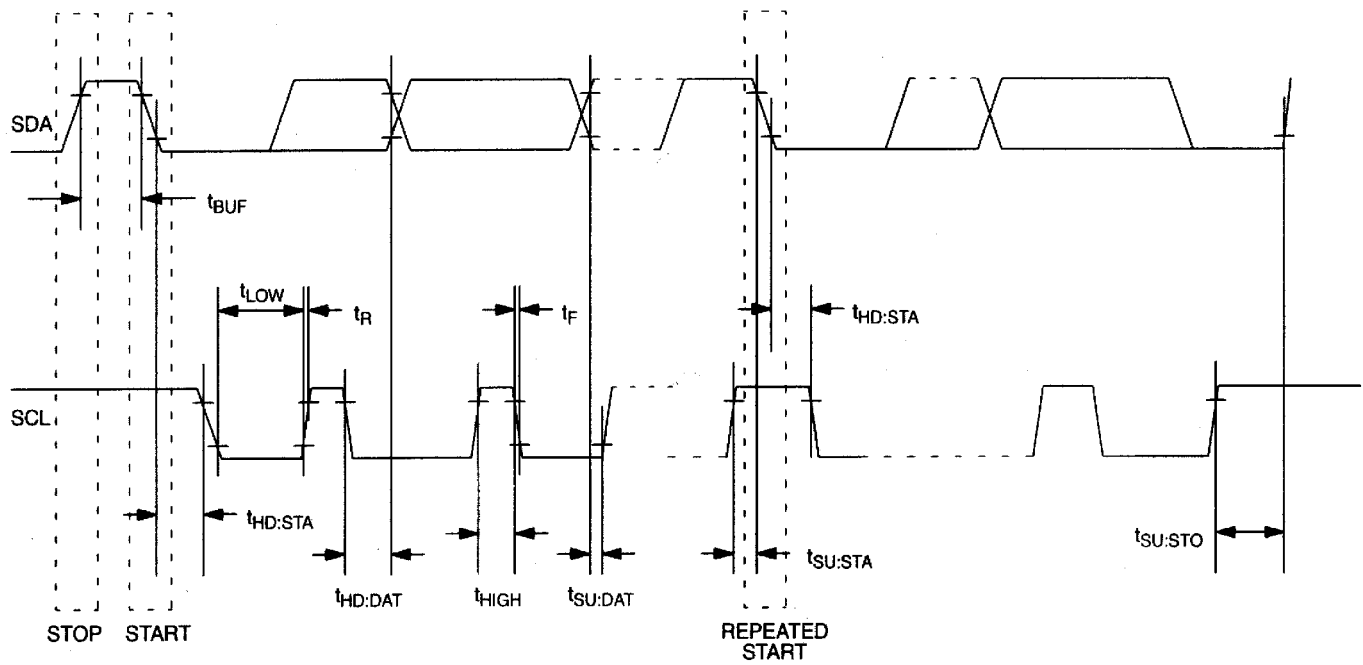 SDA
tBUF
tLOW
tR
tF
tHD:STA
SCL
tHD:STA
tSU:STA
tSU:STO
tHD:DAT
tHIGH
tSU:DAT
STOP
START
REPEATED
START